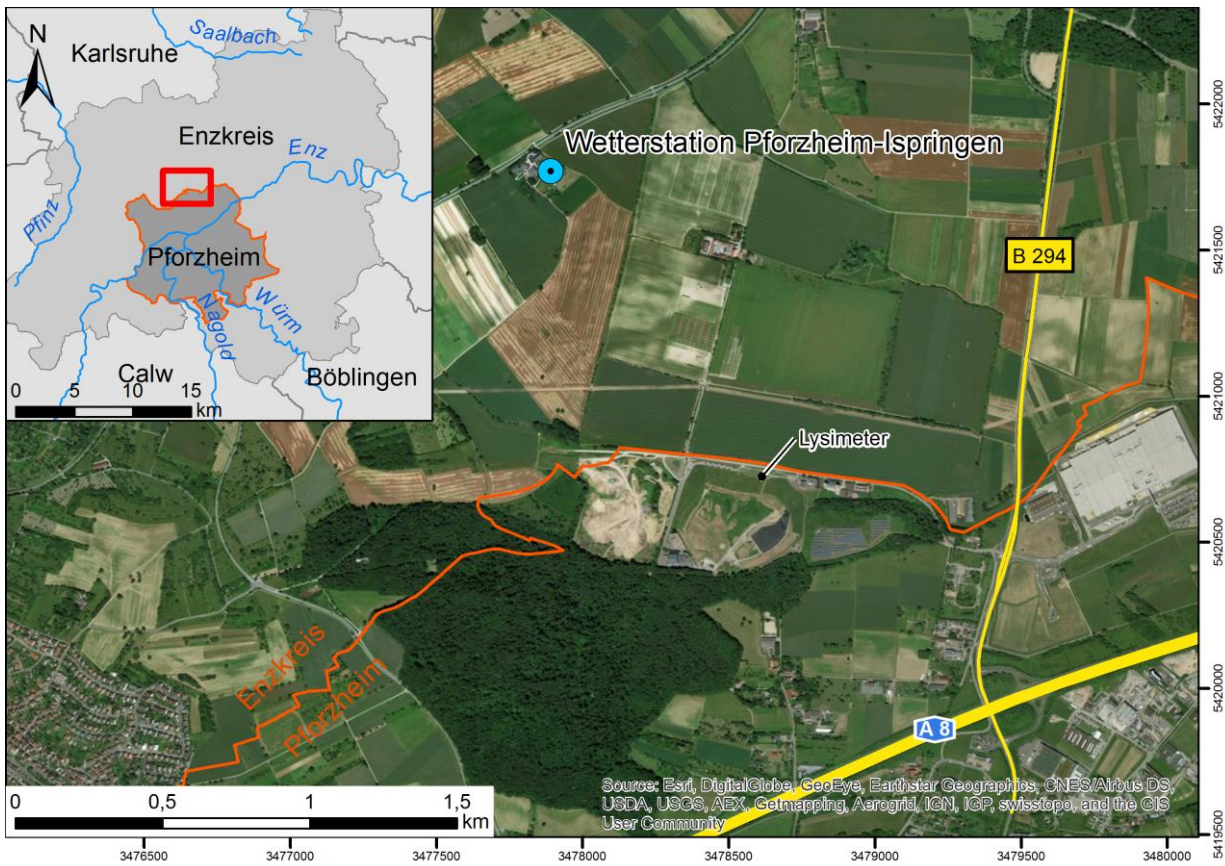 N
Karlsruhe
Saalbach
Enzkreis
Enz
Pfinz
Pforzheim
Nagold
Würm
Calw
Böblingen
0 5 10 15
km
Wetterstation Pforzheim-Ispringen
B 294
Lysimeter
Enzkreis
Pforzheim
A 8
Source: Esri, DigitalGlobe, GeoEye, Earthstar Geographics, CNES/Airbus DS,
USDA, USGS, AEX, Getmapping, Aerogrid, IGN, IGP, swisstopo, and the GIS
User Community
0 0,5 1 1,5
km
5422000
5421500
5421000
5420500
5420000
5419500
3476500 3477000 3477500 3478000 3478500 3479000 3479500 3480000